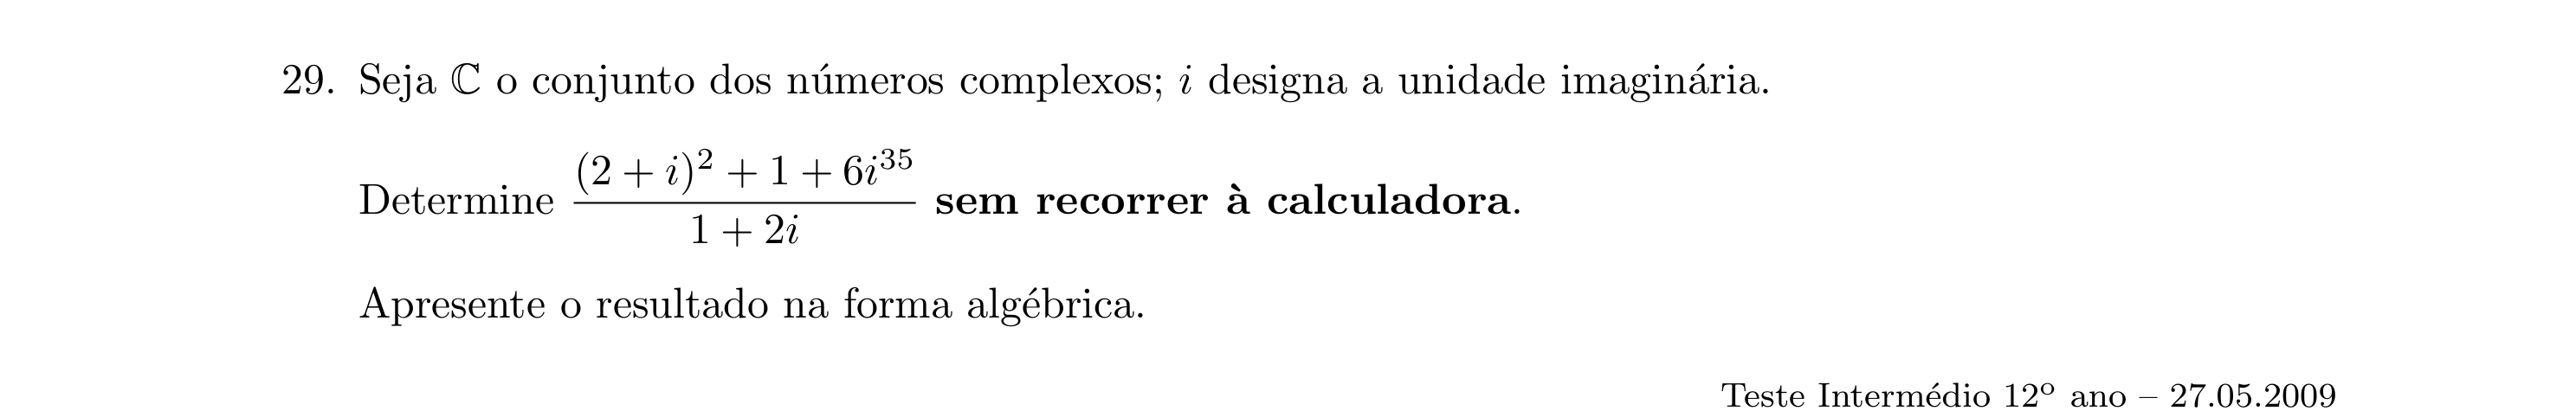 29. Seja ℂ o conjunto dos números complexos; i designa a unidade imaginária.
Determine \frac{(2 + i)^2 + 1 + 6i^{35}}{1 + 2i} sem recorrer à calculadora.
Apresente o resultado na forma algébrica.
Teste Intermédio 12º ano – 27.05.2009